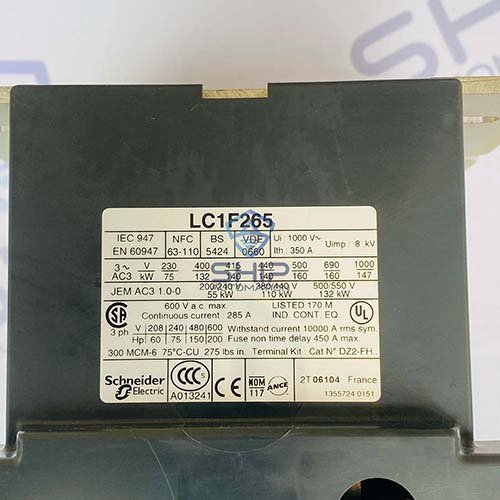 SHIP
LC1F265
IEC 947 NFC BS VDE Ui : 1000 V~
EN 60947 63-110 5424 0660 Ith : 350 A Uimp : 8 kV
3~ V 230 400 415 440 500 690 1000
AC3 kW 75 132 140 140 160 160 147
JEM AC3 1.0-0 200/240 V 380/440 V 500/550 V
55 kW 110 kW 132 kW
SHIP
600 V a.c. max. LISTED 170 M
Continuous current : 285 A IND. CONT. EQ.
3 ph V 208 240 480 600 Withstand current 10000 A rms sym.
Hp 60 75 150 200 Fuse non time delay 450 A max.
300 MCM-6 75°C-CU 275 lbs in. Terminal Kit : Cat N° DZ2-FH..
Schneider Electric CCC S A013241 NOM 117 ANCE 2T 06104 France
1355724 0151